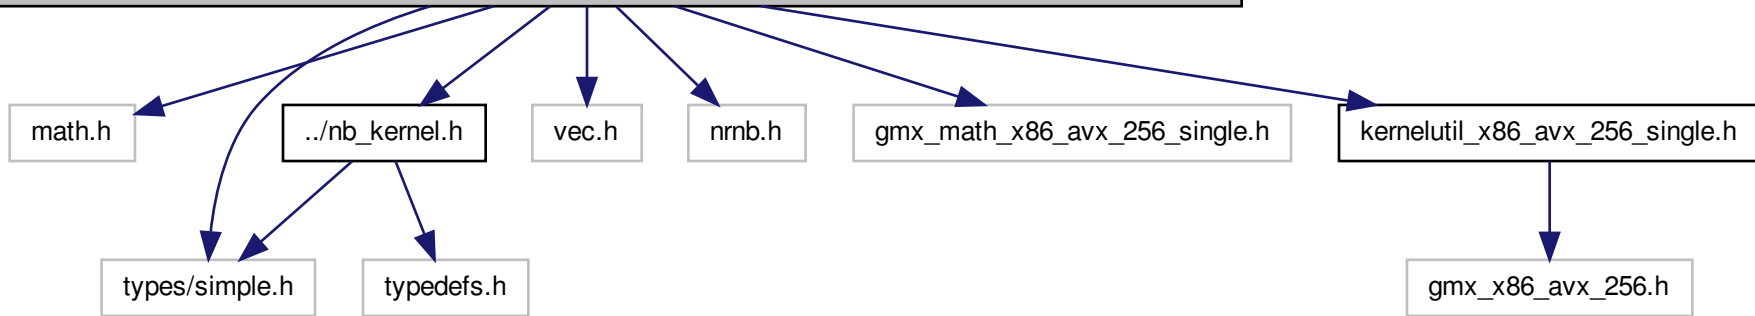 math.h
../nb_kernel.h
vec.h
nrnb.h
gmx_math_x86_avx_256_single.h
kernelutil_x86_avx_256_single.h
types/simple.h
typedefs.h
gmx_x86_avx_256.h